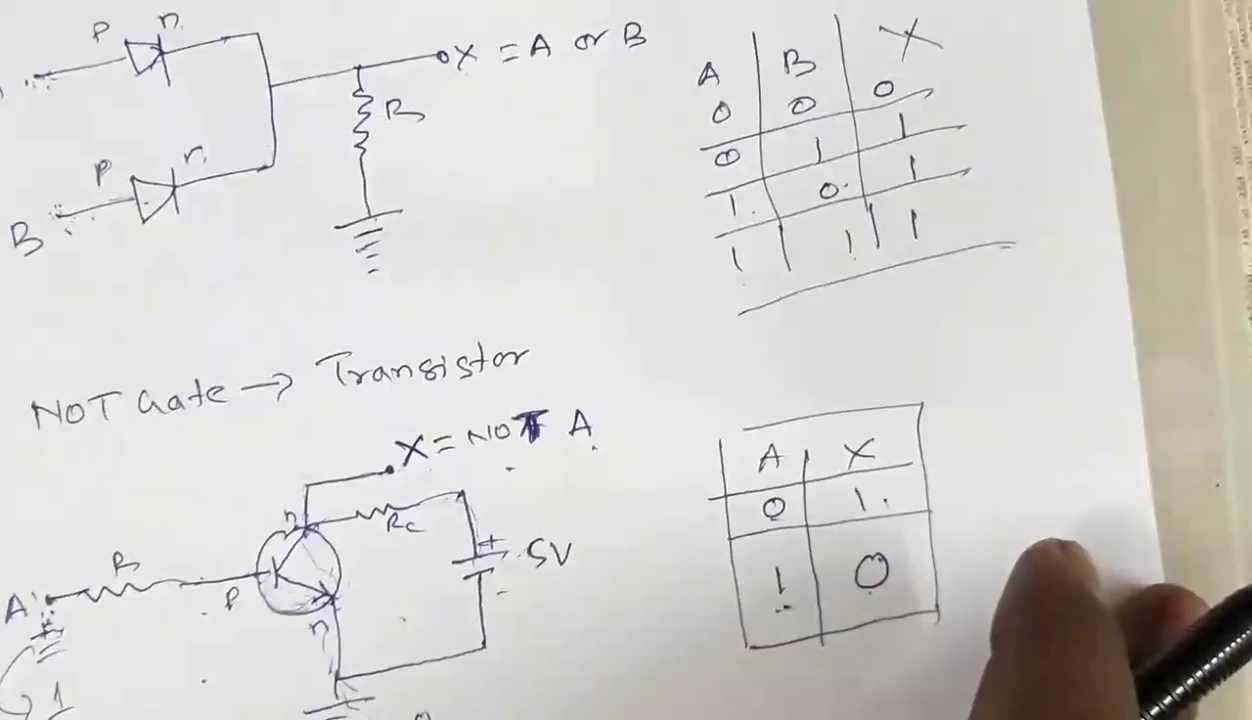 P n
X = A or B
R
P n
B
A B X
0 0 0
0 1 1
1 0 1
1 1 1
NOT Gate → Transistor
X = NOT A
n
Rc
+ 5V
A R
P
n
1
A X
0 1
1 0